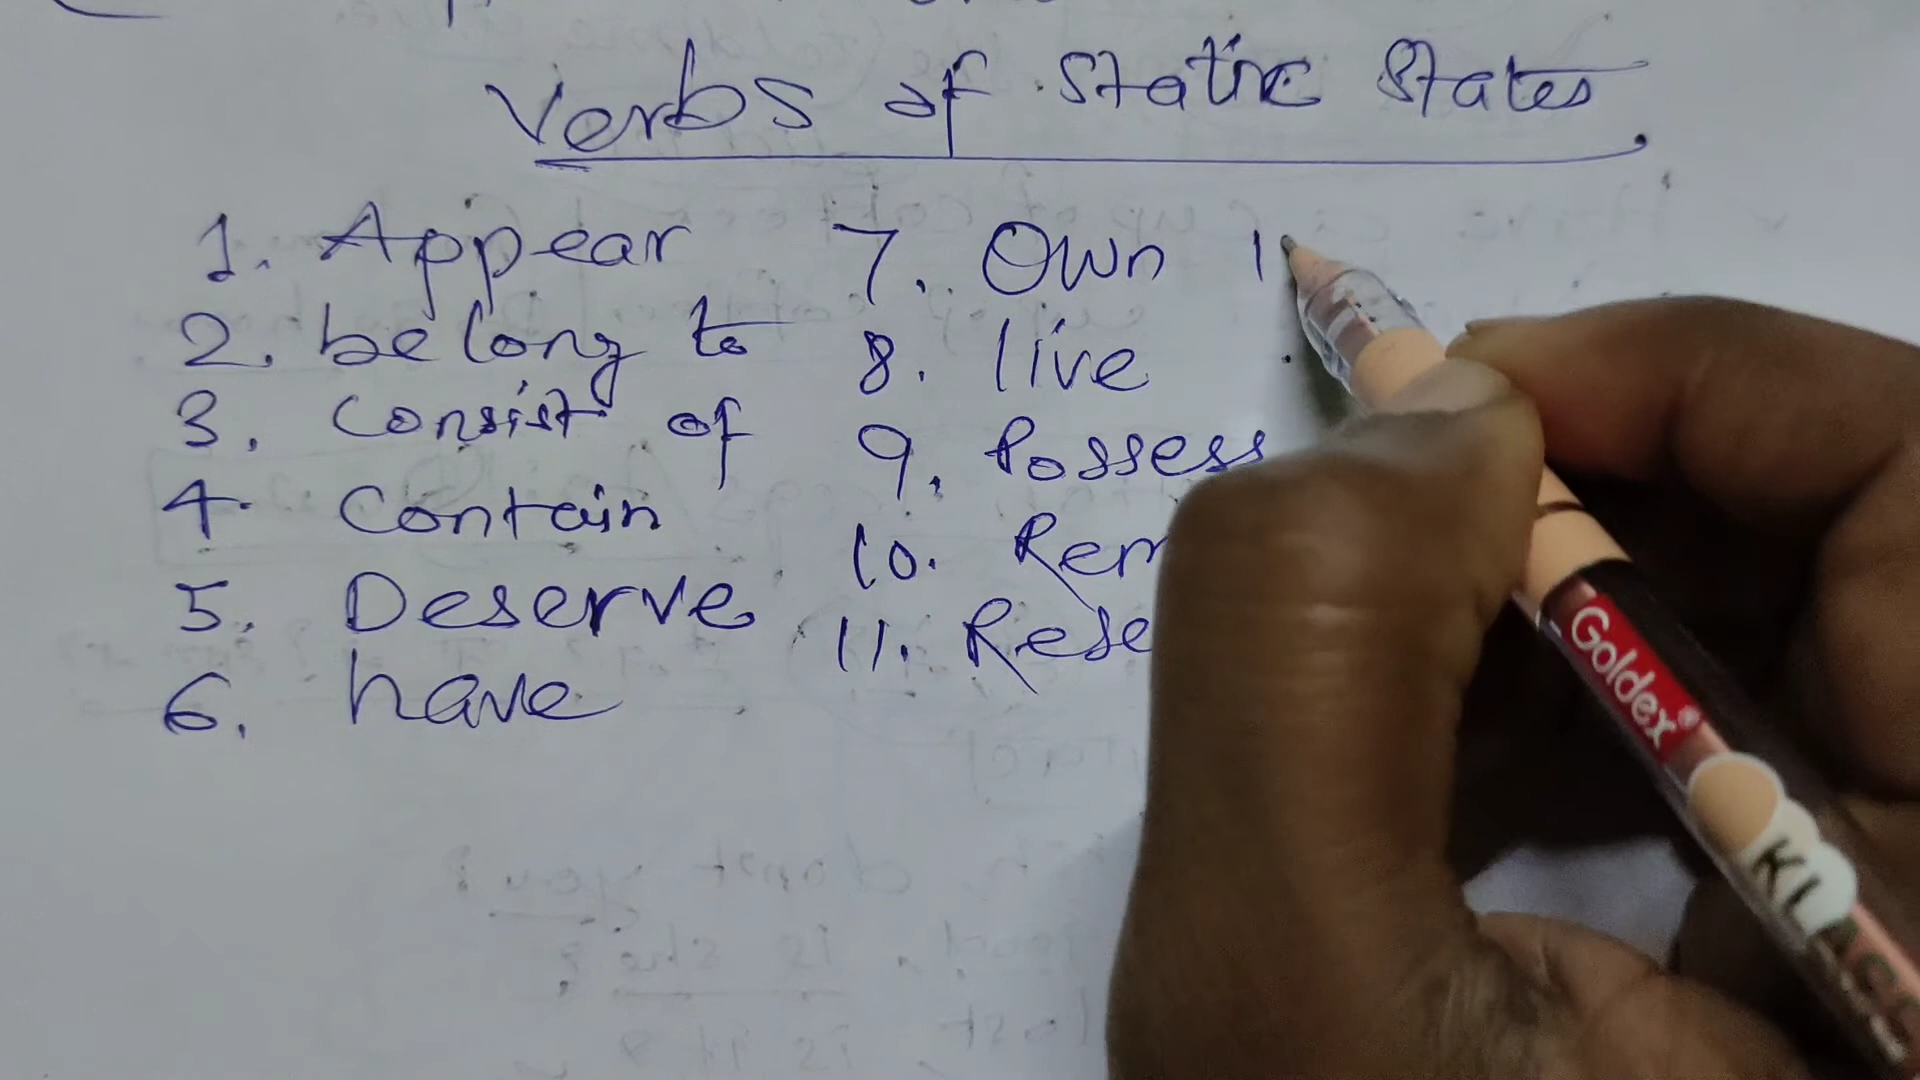 Verbs of Static States.
1. Appear
2. belong to
3. Consist of
4. Contain
5. Deserve
6. have
7. Own
8. live
9. Possess
10. Rem
11. Rese
1
Goldex®